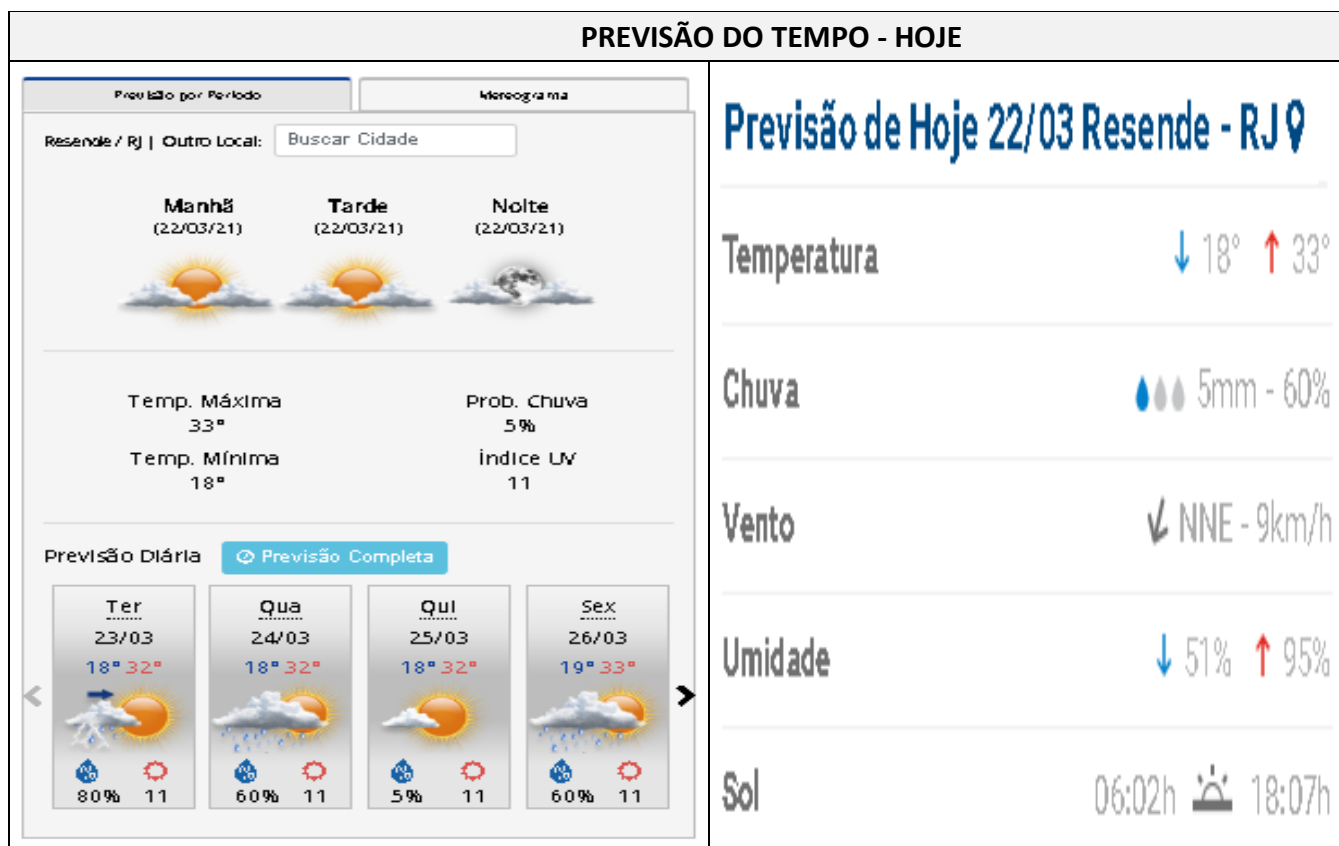 PREVISÃO DO TEMPO - HOJE
Previsão por Período
Meteograma
Resende / RJ | Outro Local: Buscar Cidade
Manhã Tarde Noite
(22/03/21) (22/03/21) (22/03/21)
Temp. Máxima Prob. Chuva
33° 5%
Temp. Mínima Índice UV
18° 11
Previsão Diária Previsão Completa
Ter Qua Qui Sex
23/03 24/03 25/03 26/03
18° 32° 18° 32° 18° 32° 19° 33°
80% 11 60% 11 5% 11 60% 11
Previsão de Hoje 22/03 Resende - RJ
Temperatura 18° 33°
Chuva 5mm - 60%
Vento NNE - 9km/h
Umidade 51% 95%
Sol 06:02h 18:07h